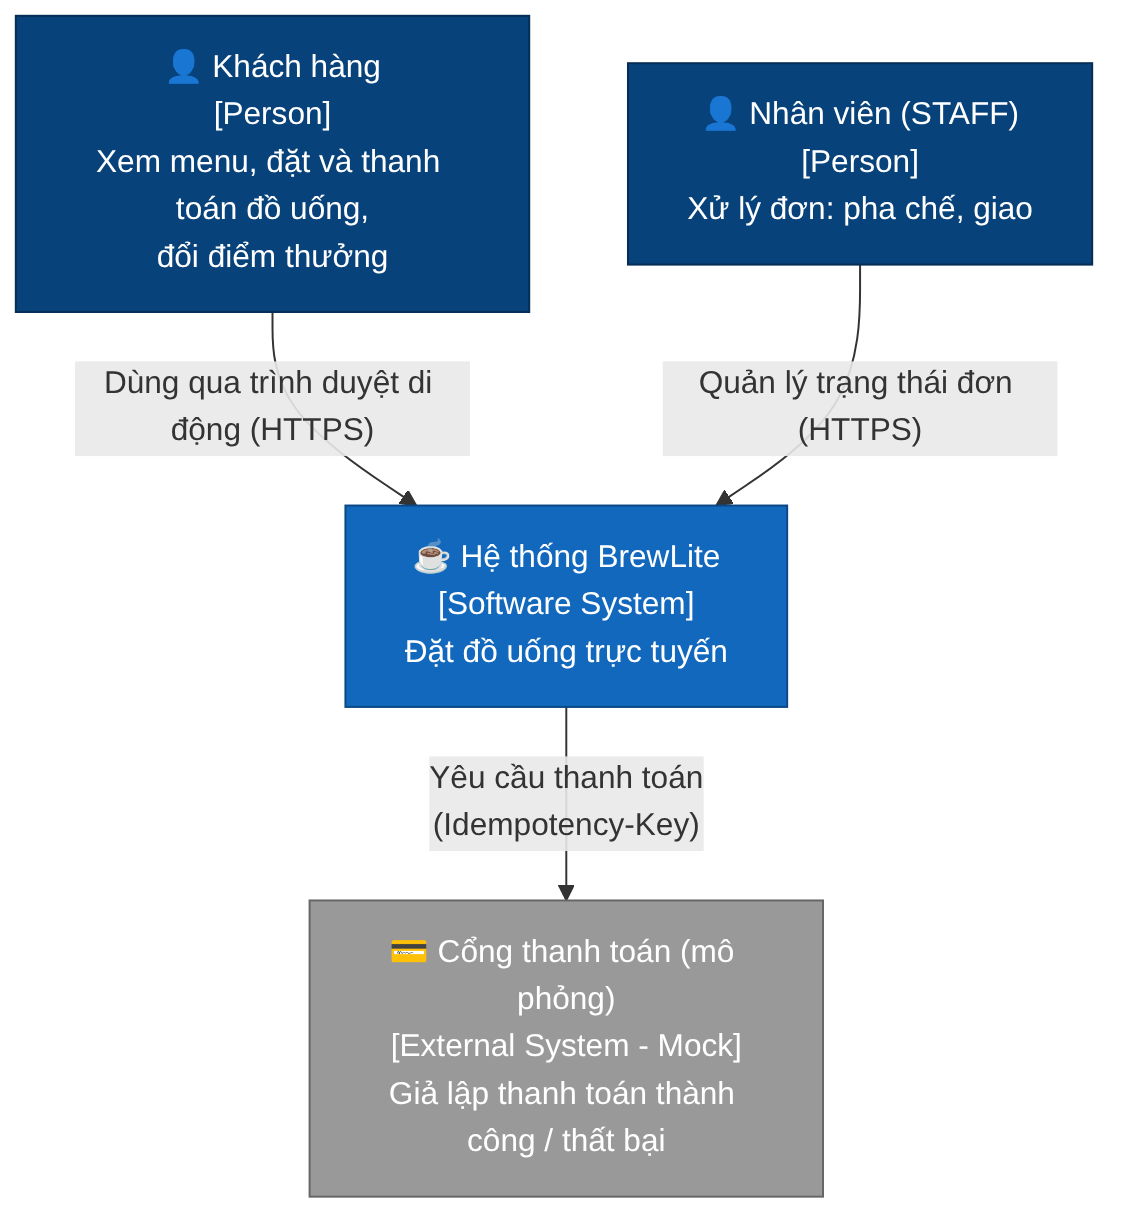 👤 Khách hàng
[Person]
Xem menu, đặt và thanh
toán đồ uống,
đổi điểm thưởng
👤 Nhân viên (STAFF)
[Person]
Xử lý đơn: pha chế, giao
Dùng qua trình duyệt di
động (HTTPS)
Quản lý trạng thái đơn
(HTTPS)
☕ Hệ thống BrewLite
[Software System]
Đặt đồ uống trực tuyến
Yêu cầu thanh toán
(Idempotency-Key)
💳 Cổng thanh toán (mô
phỏng)
[External System - Mock]
Giả lập thanh toán thành
công / thất bại